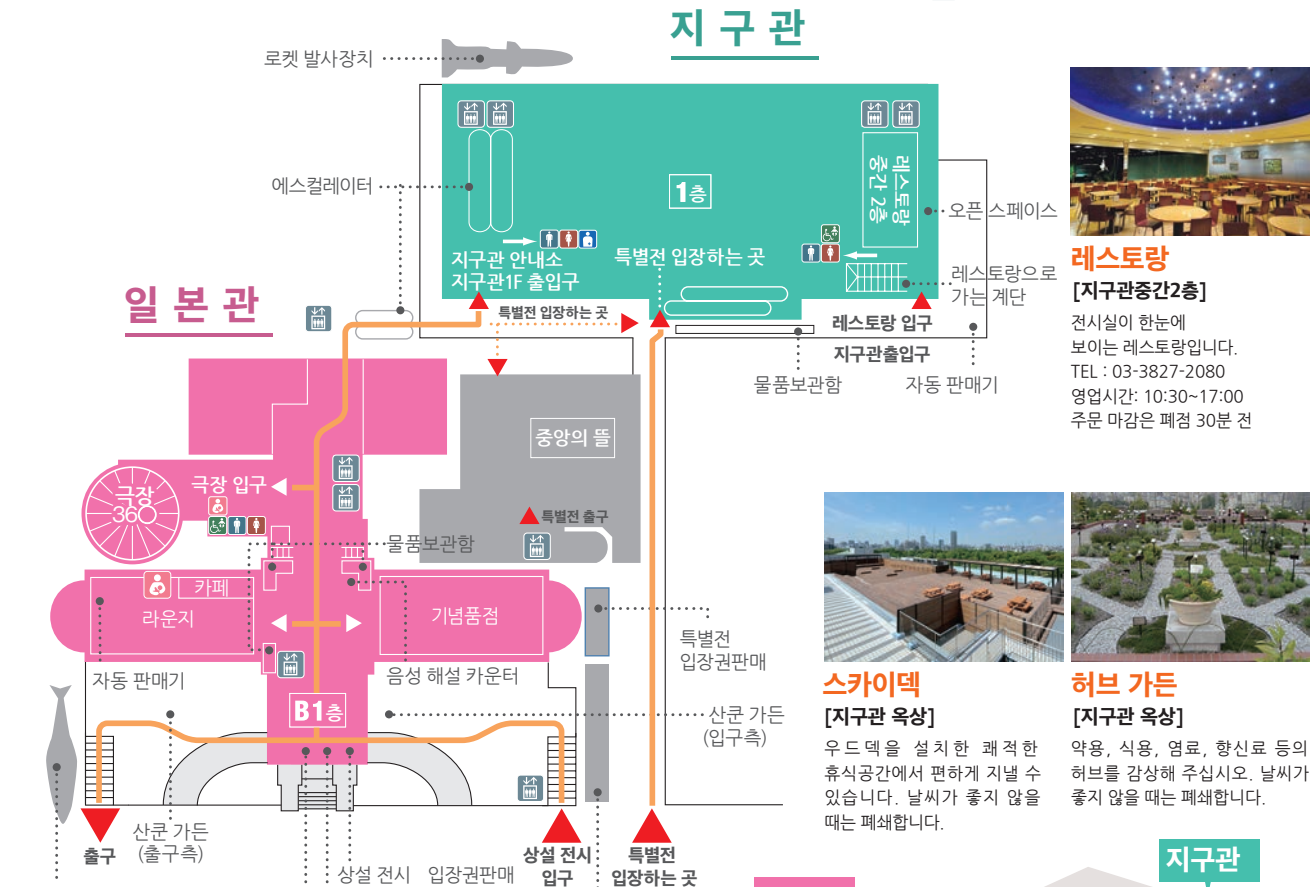 지구관
로켓 발사장치
에스컬레이터
1층
레스토랑
중간 2층
오픈 스페이스
지구관 안내소
지구관1F 출입구
특별전 입장하는 곳
레스토랑으로
가는 계단
특별전 입장하는 곳
레스토랑 입구
지구관출입구
물품보관함
자동 판매기
레스토랑
[지구관중간2층]
전시실이 한눈에
보이는 레스토랑입니다.
TEL : 03-3827-2080
영업시간: 10:30~17:00
주문 마감은 폐점 30분 전
일본관
중앙의 뜰
극장 입구
극장
360
특별전 출구
물품보관함
카페
라운지
기념품점
특별전
입장권판매
자동 판매기
음성 해설 카운터
B1층
산쿤 가든
(입구측)
출구
산쿤 가든
(출구측)
상설 전시 입장권판매
상설 전시
입구
특별전
입장하는 곳
스카이덱
[지구관 옥상]
우드덱을 설치한 쾌적한
휴식공간에서 편하게 지낼 수
있습니다. 날씨가 좋지 않을
때는 폐쇄합니다.
허브 가든
[지구관 옥상]
약용, 식용, 염료, 향신료 등의
허브를 감상해 주십시오. 날씨가
좋지 않을 때는 폐쇄합니다.
지구관